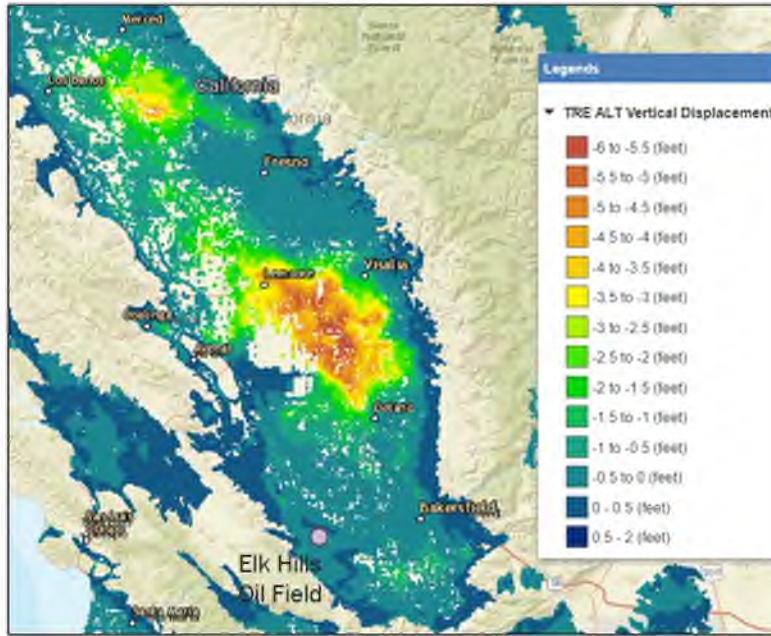 Merced
Los Banos
California
Fresno
Legends
TRE ALT Vertical Displacement
-6 to -5.5 (feet)
-5.5 to -5 (feet)
-5 to -4.5 (feet)
-4.5 to -4 (feet)
-4 to -3.5 (feet)
-3.5 to -3 (feet)
-3 to -2.5 (feet)
-2.5 to -2 (feet)
-2 to -1.5 (feet)
-1.5 to -1 (feet)
-1 to -0.5 (feet)
-0.5 to 0 (feet)
0 - 0.5 (feet)
0.5 - 2 (feet)
Visalia
Lemoore
Coalinga
Delano
Bakersfield
Elk Hills
Oil Field
Santa Maria